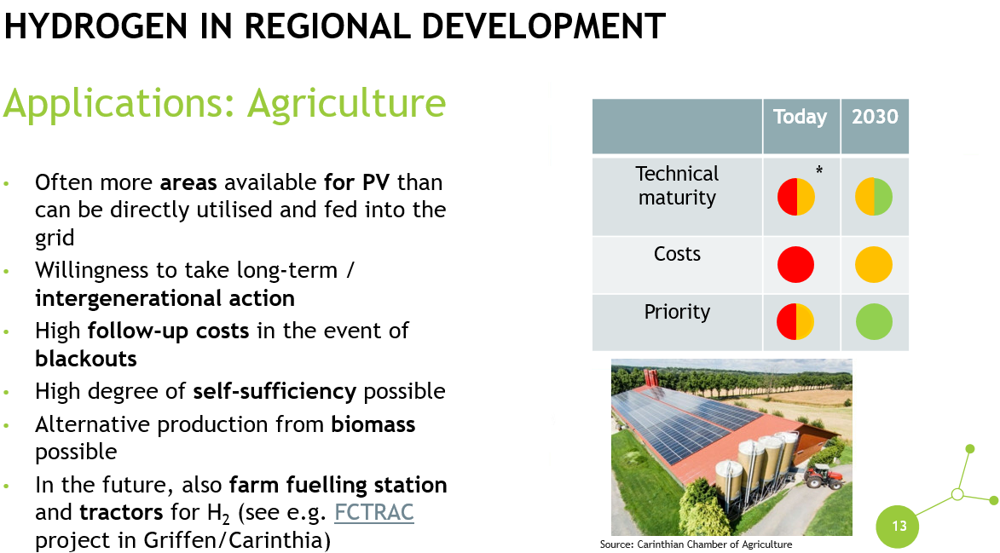 HYDROGEN IN REGIONAL DEVELOPMENT
Applications: Agriculture
• Often more areas available for PV than
can be directly utilised and fed into the
grid
• Willingness to take long-term /
intergenerational action
• High follow-up costs in the event of
blackouts
• High degree of self-sufficiency possible
• Alternative production from biomass
possible
• In the future, also farm fuelling station
and tractors for H₂ (see e.g. FCTRAC
project in Griffen/Carinthia)
Today 2030
Technical *
maturity
Costs
Priority
Source: Carinthian Chamber of Agriculture
13